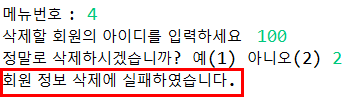 메뉴번호 : 4
삭제할 회원의 아이디를 입력하세요 100
정말로 삭제하시겠습니까? 예(1) 아니오(2) 2
회원 정보 삭제에 실패하였습니다.